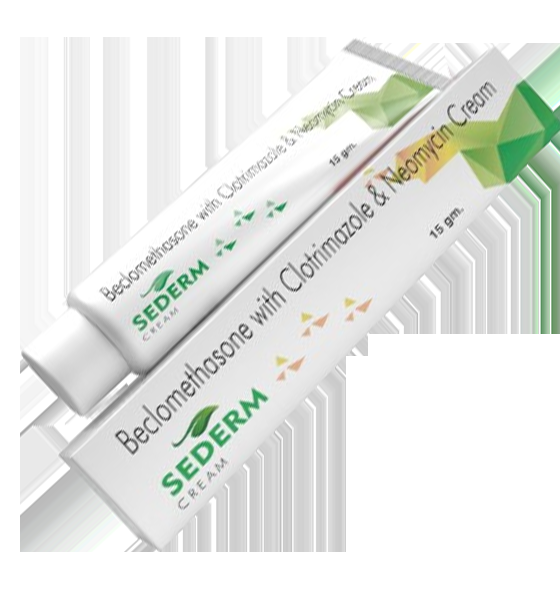 Beclomethasone with Clotrimazole & Neomycin Cream
15 gm.
SEDERM
CREAM
Beclomethasone with Clotrimazole & Neomycin Cream
15 gm.
SEDERM
CREAM